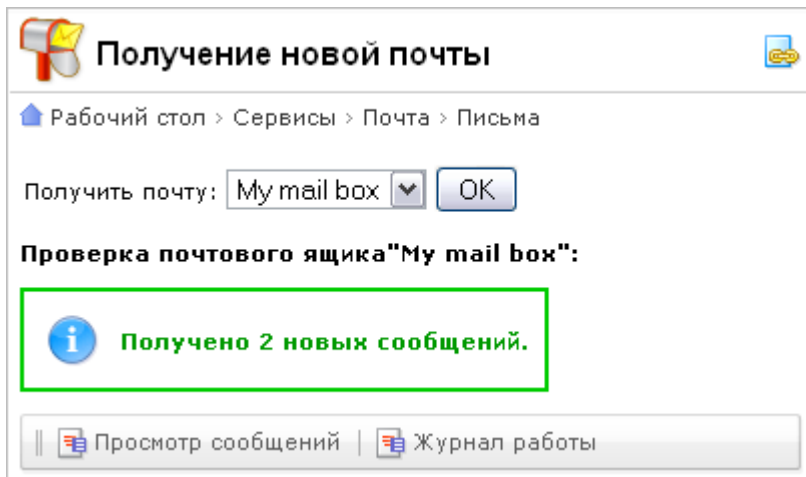 Получение новой почты
Рабочий стол > Сервисы > Почта > Письма
Получить почту: My mail box OK
Проверка почтового ящика"My mail box":
Получено 2 новых сообщений.
Просмотр сообщений | Журнал работы